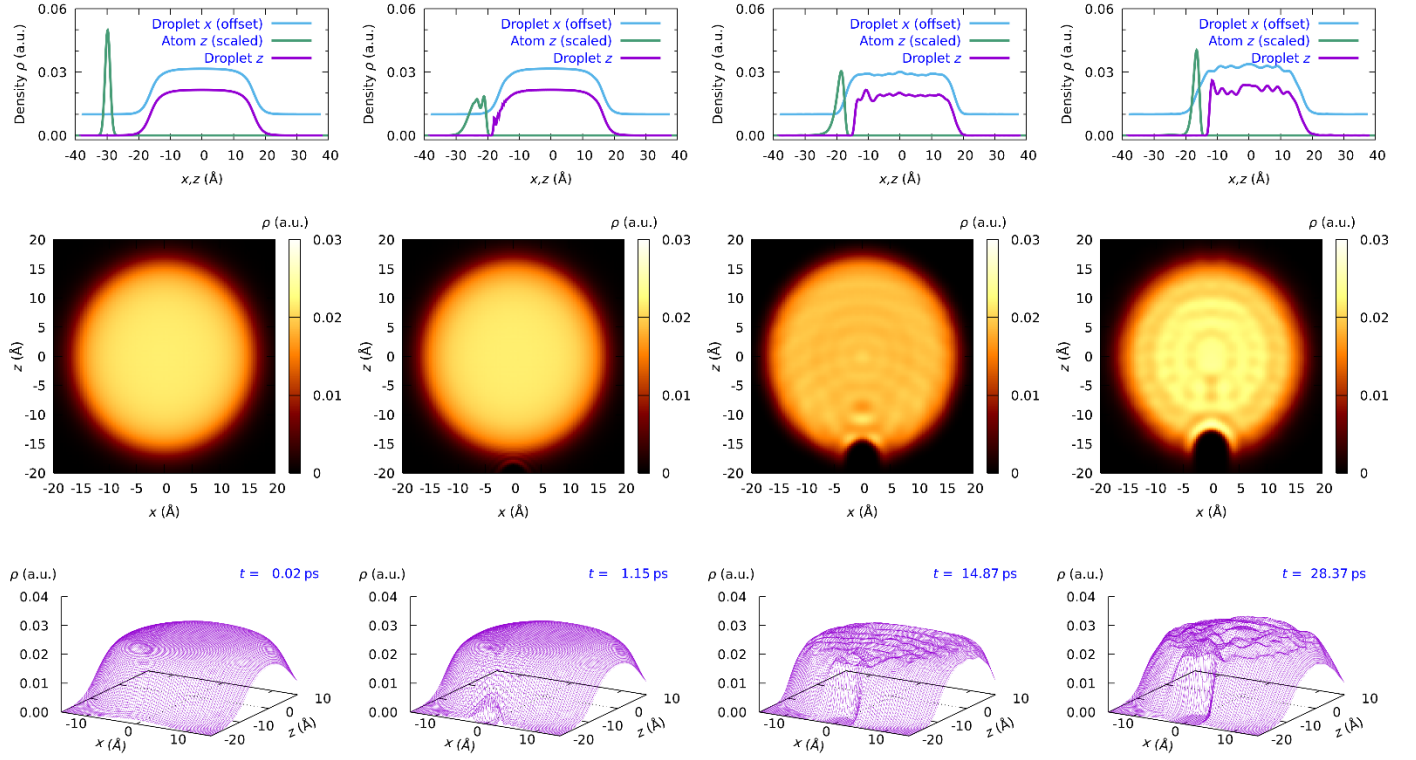 0.06
0.03
0.00
Density ρ (a.u.)
Droplet x (offset)
Atom z (scaled)
Droplet z
-40 -30 -20 -10 0 10 20 30 40
x,z (Å)
0.06
0.03
0.00
Density ρ (a.u.)
Droplet x (offset)
Atom z (scaled)
Droplet z
-40 -30 -20 -10 0 10 20 30 40
x,z (Å)
0.06
0.03
0.00
Density ρ (a.u.)
Droplet x (offset)
Atom z (scaled)
Droplet z
-40 -30 -20 -10 0 10 20 30 40
x,z (Å)
0.06
0.03
0.00
Density ρ (a.u.)
Droplet x (offset)
Atom z (scaled)
Droplet z
-40 -30 -20 -10 0 10 20 30 40
x,z (Å)
ρ (a.u.)
20
15
10
5
0
-5
-10
-15
-20
z (Å)
-20 -15 -10 -5 0 5 10 15 20
x (Å)
0.03
0.02
0.01
0
ρ (a.u.)
20
15
10
5
0
-5
-10
-15
-20
z (Å)
-20 -15 -10 -5 0 5 10 15 20
x (Å)
0.03
0.02
0.01
0
ρ (a.u.)
20
15
10
5
0
-5
-10
-15
-20
z (Å)
-20 -15 -10 -5 0 5 10 15 20
x (Å)
0.03
0.02
0.01
0
ρ (a.u.)
20
15
10
5
0
-5
-10
-15
-20
z (Å)
-20 -15 -10 -5 0 5 10 15 20
x (Å)
0.03
0.02
0.01
0
ρ (a.u.)
t = 0.02 ps
0.04
0.03
0.02
0.01
0.00
-10 0 10
x (Å)
-20 -10 0 10
z (Å)
ρ (a.u.)
t = 1.15 ps
0.04
0.03
0.02
0.01
0.00
-10 0 10
x (Å)
-20 -10 0 10
z (Å)
ρ (a.u.)
t = 14.87 ps
0.04
0.03
0.02
0.01
0.00
-10 0 10
x (Å)
-20 -10 0 10
z (Å)
ρ (a.u.)
t = 28.37 ps
0.04
0.03
0.02
0.01
0.00
-10 0 10
x (Å)
-20 -10 0 10
z (Å)